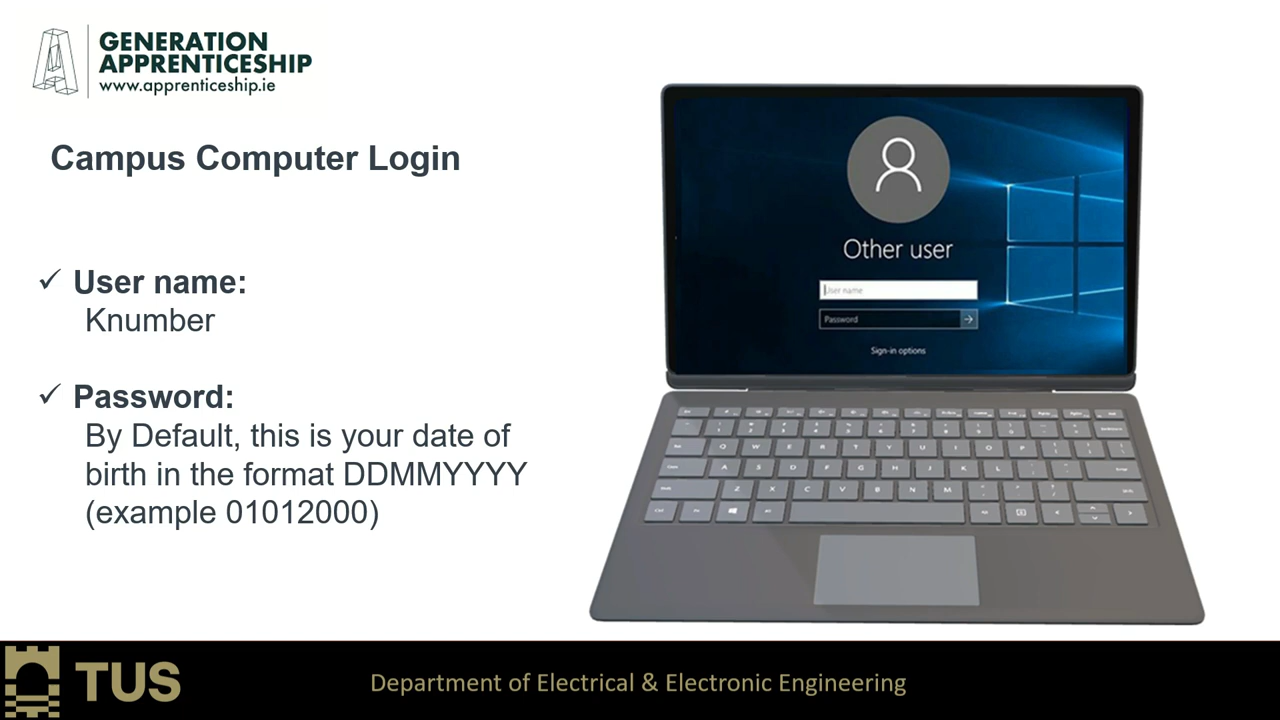 GENERATION
APPRENTICESHIP
www.apprenticeship.ie
Campus Computer Login
✓ User name:
Knumber
✓ Password:
By Default, this is your date of
birth in the format DDMMYYYY
(example 01012000)
Other user
User name
Password
Sign-in options
Q W E R T Y U I O P
A S D F G H J K L
Z X C V B N M
TUS
Department of Electrical & Electronic Engineering